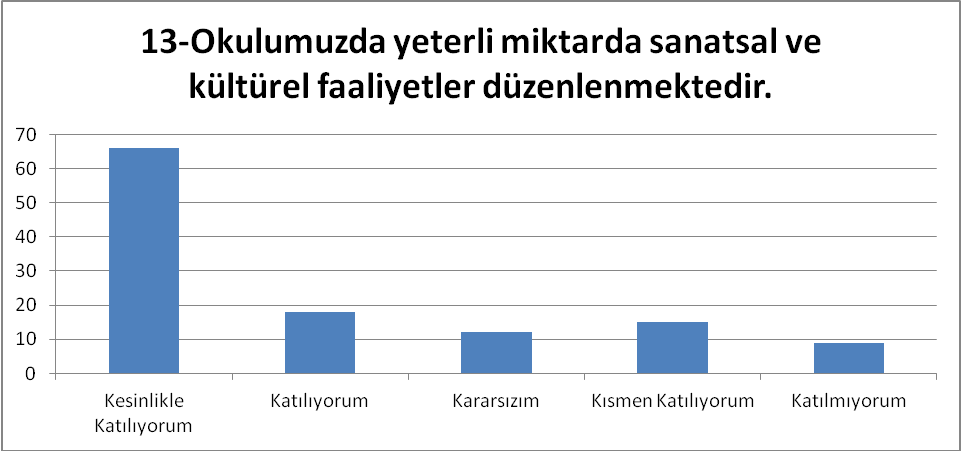 13-Okulumuzda yeterli miktarda sanatsal ve
kültürel faaliyetler düzenlenmektedir.
70
60
50
40
30
20
10
0
Kesinlikle
Katılıyorum
Katılıyorum
Kararsızım
Kısmen Katılıyorum
Katılmıyorum